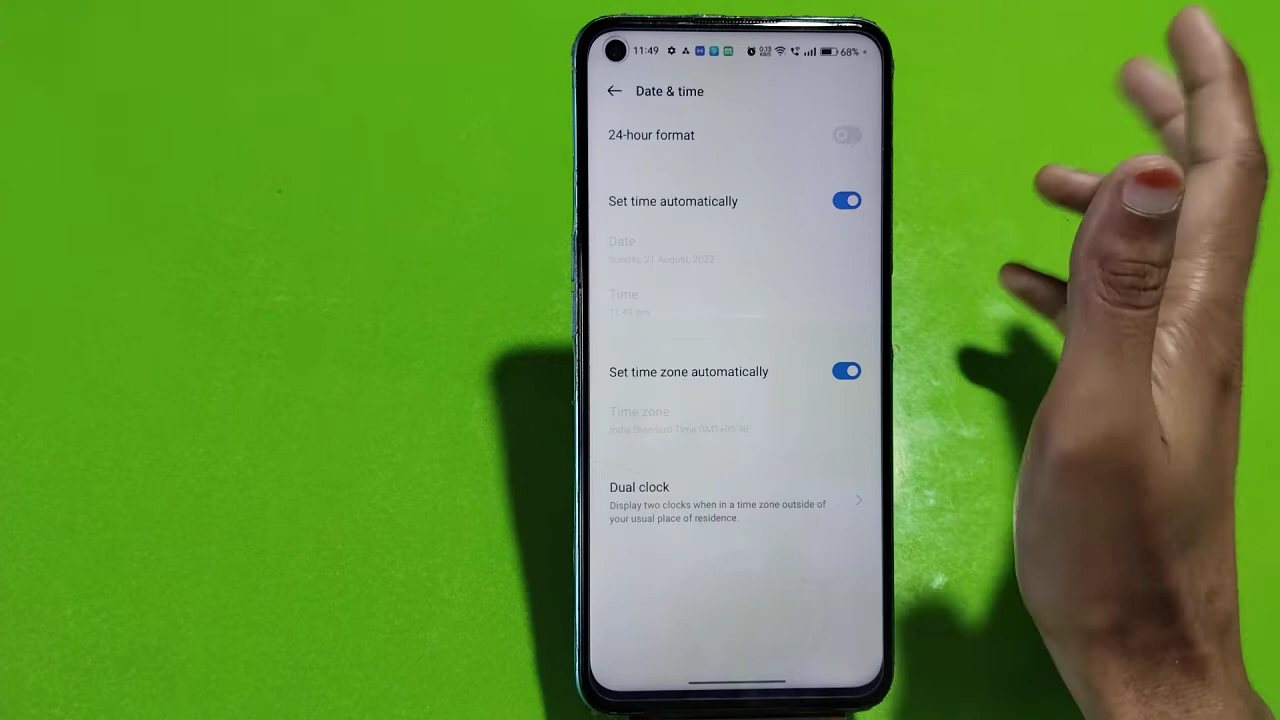 11:49 68%
Date & time
24-hour format
Set time automatically
Date
Sunday, 21 August, 2022
Time
11:49 am
Set time zone automatically
Time zone
India Standard Time GMT+05:30
Dual clock
Display two clocks when in a time zone outside of
your usual place of residence.